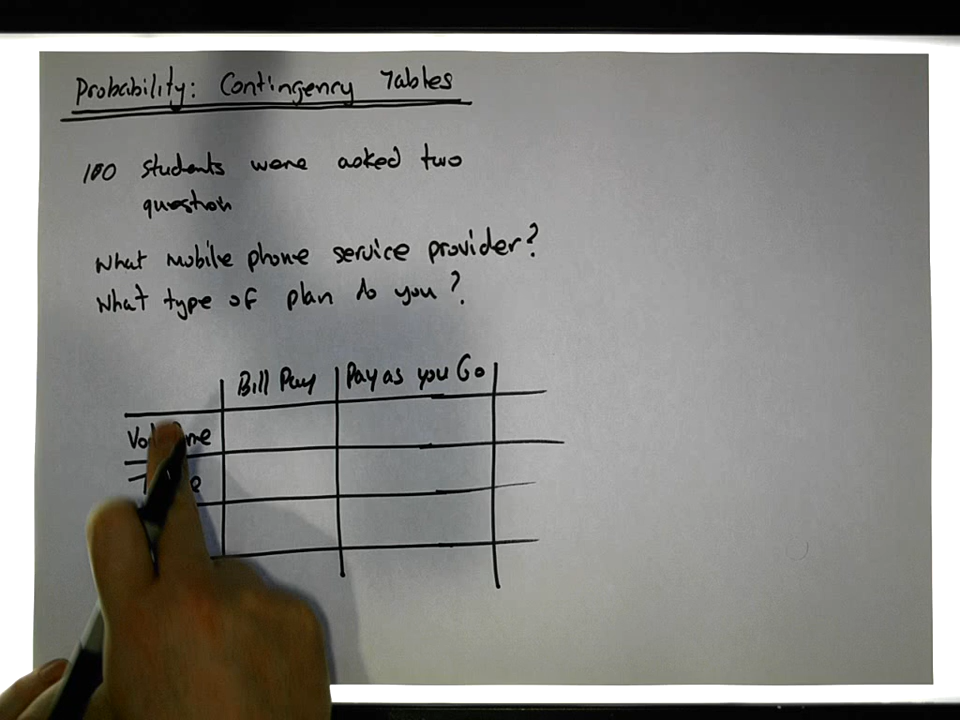 Probability: Contingency Tables
100 students were asked two
question
What mobile phone service provider?
What type of plan do you?
Bill Pay Pay as you Go